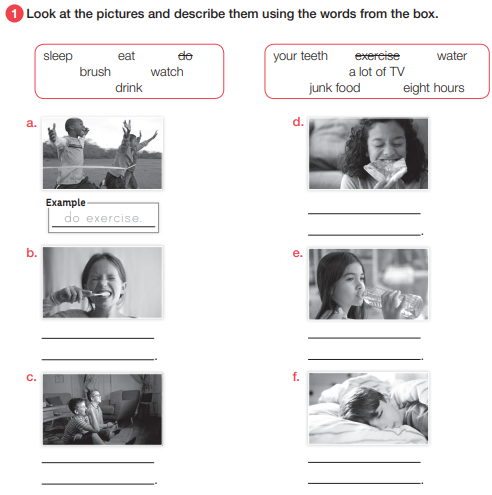 1 Look at the pictures and describe them using the words from the box.
sleep eat do
brush watch
drink
your teeth exercise water
a lot of TV
junk food eight hours
a.
Example
do exercise.
b.
c.
d.
e.
f.